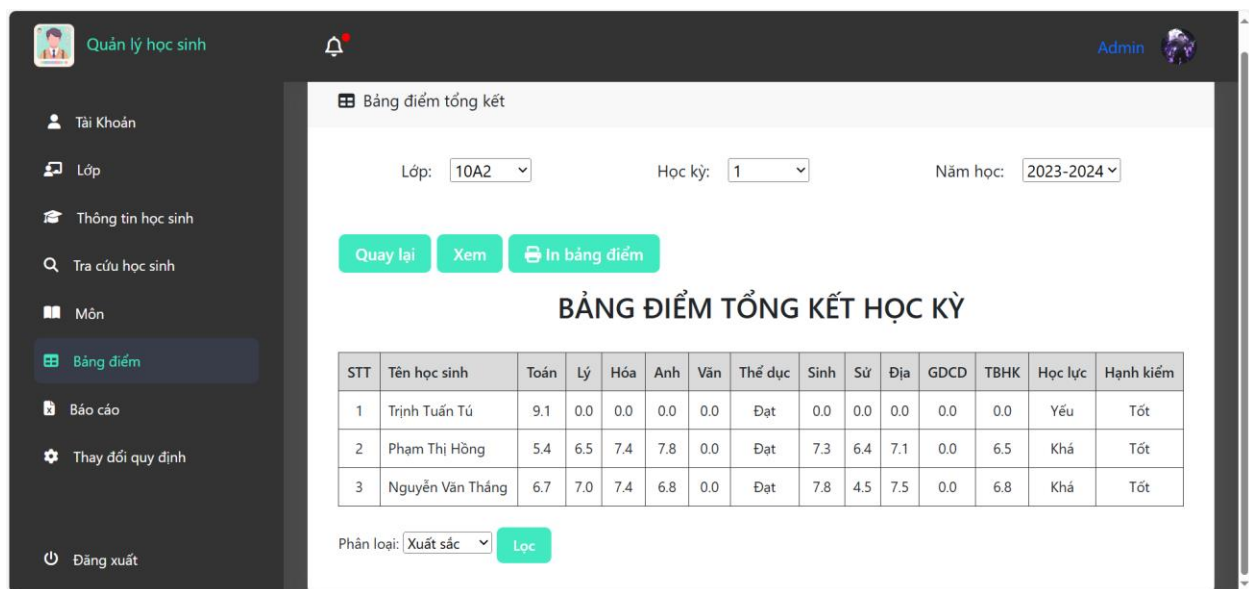 Quản lý học sinh
Admin
Tài Khoản
Lớp
Thông tin học sinh
Tra cứu học sinh
Môn
Bảng điểm
Báo cáo
Thay đổi quy định
Đăng xuất
Bảng điểm tổng kết
Lớp: 10A2 Học kỳ: 1 Năm học: 2023-2024
Quay lại Xem In bảng điểm
BẢNG ĐIỂM TỔNG KẾT HỌC KỲ
STT Tên học sinh Toán Lý Hóa Anh Văn Thể dục Sinh Sử Địa GDCD TBHK Học lực Hạnh kiểm
1 Trịnh Tuấn Tú 9.1 0.0 0.0 0.0 0.0 Đạt 0.0 0.0 0.0 0.0 0.0 Yếu Tốt
2 Phạm Thị Hồng 5.4 6.5 7.4 7.8 0.0 Đạt 7.3 6.4 7.1 0.0 6.5 Khá Tốt
3 Nguyễn Văn Thắng 6.7 7.0 7.4 6.8 0.0 Đạt 7.8 4.5 7.5 0.0 6.8 Khá Tốt
Phân loại: Xuất sắc Lọc